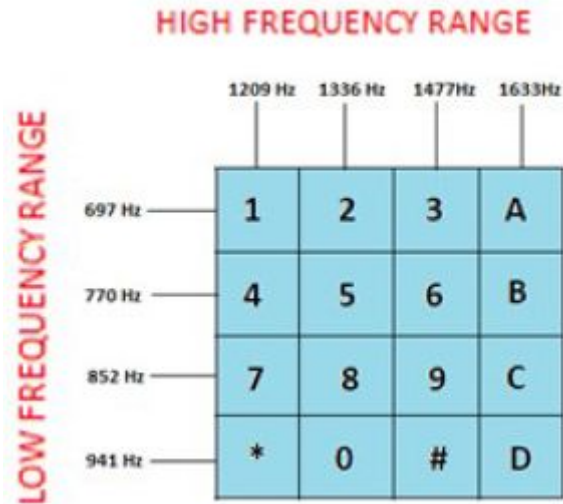 HIGH FREQUENCY RANGE
1209 Hz 1336 Hz 1477Hz 1633Hz
LOW FREQUENCY RANGE
697 Hz 1 2 3 A
770 Hz 4 5 6 B
852 Hz 7 8 9 C
941 Hz * 0 # D